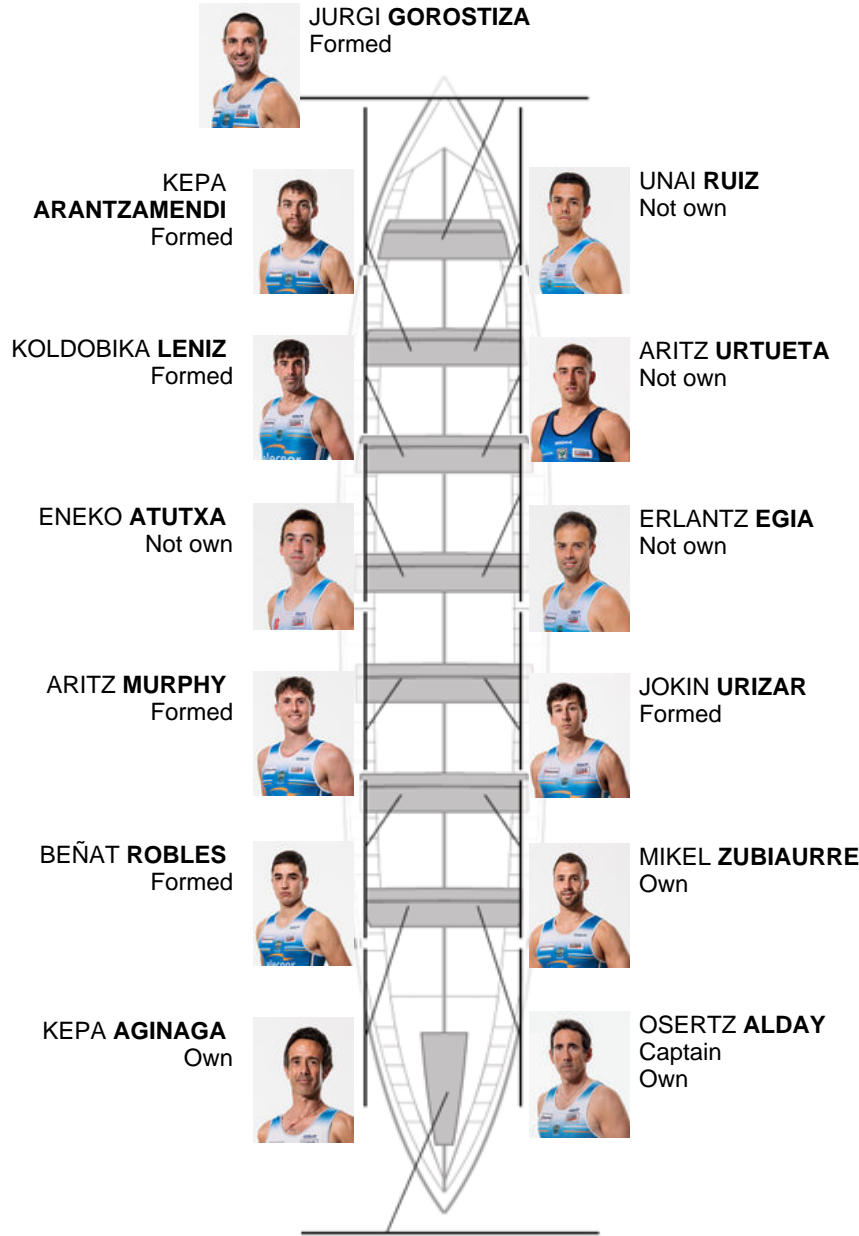 JURGI GOROSTIZA
Formed
KEPA
ARANTZAMENDI
Formed
UNAI RUIZ
Not own
KOLDOBIKA LENIZ
Formed
ARITZ URTUETA
Not own
ENEKO ATUTXA
Not own
ERLANTZ EGIA
Not own
ARITZ MURPHY
Formed
JOKIN URIZAR
Formed
BEÑAT ROBLES
Formed
MIKEL ZUBIAURRE
Own
KEPA AGINAGA
Own
OSERTZ ALDAY
Captain
Own